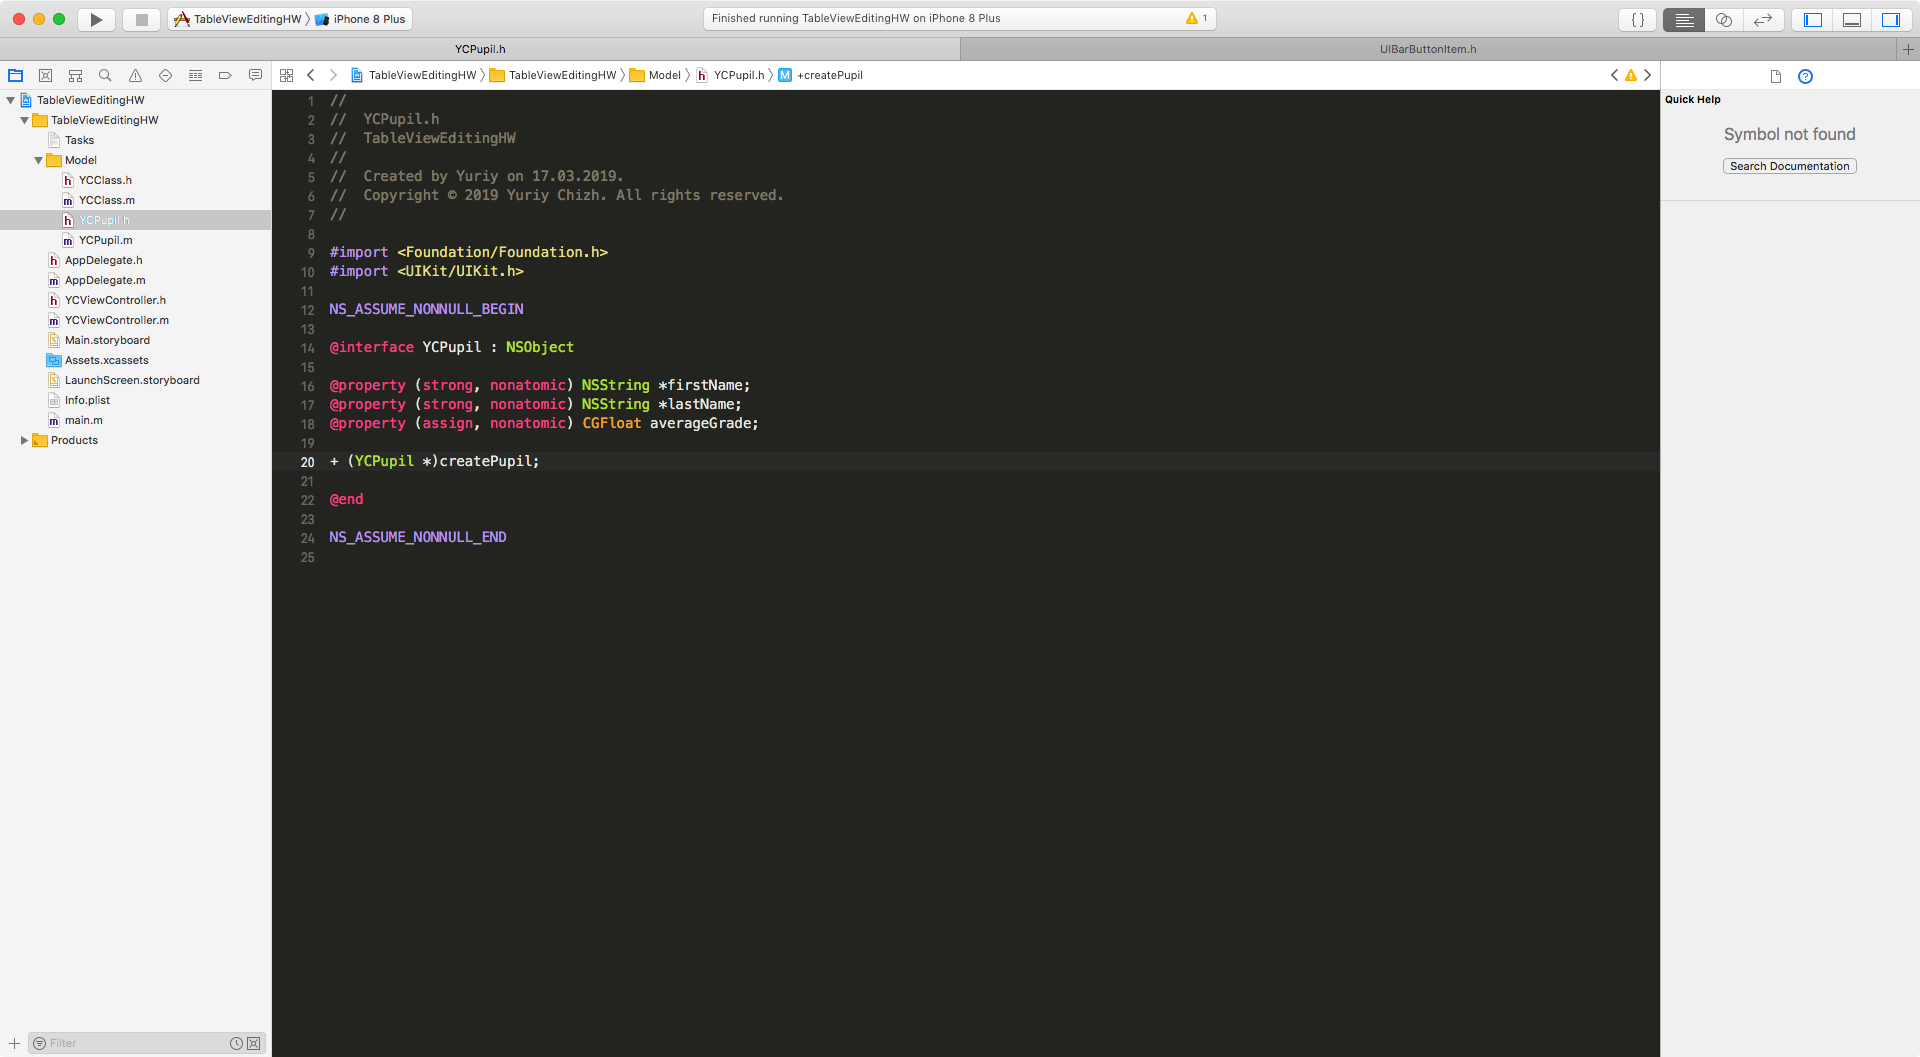 TableViewEditingHW
iPhone 8 Plus
Finished running TableViewEditingHW on iPhone 8 Plus
1
{ }
YCPupil.h
UIBarButtonItem.h
TableViewEditingHW
TableViewEditingHW
Model
YCPupil.h
M
+createPupil
TableViewEditingHW
TableViewEditingHW
Tasks
Model
h YCClass.h
m YCClass.m
h YCPupil.h
m YCPupil.m
h AppDelegate.h
m AppDelegate.m
h YCViewController.h
m YCViewController.m
Main.storyboard
Assets.xcassets
LaunchScreen.storyboard
Info.plist
m main.m
Products
Filter
1 //
2 //  YCPupil.h
3 //  TableViewEditingHW
4 //
5 //  Created by Yuriy on 17.03.2019.
6 //  Copyright © 2019 Yuriy Chizh. All rights reserved.
7 //
8
9 #import <Foundation/Foundation.h>
10 #import <UIKit/UIKit.h>
11
12 NS_ASSUME_NONNULL_BEGIN
13
14 @interface YCPupil : NSObject
15
16 @property (strong, nonatomic) NSString *firstName;
17 @property (strong, nonatomic) NSString *lastName;
18 @property (assign, nonatomic) CGFloat averageGrade;
19
20 + (YCPupil *)createPupil;
21
22 @end
23
24 NS_ASSUME_NONNULL_END
25
Quick Help
Symbol not found
Search Documentation